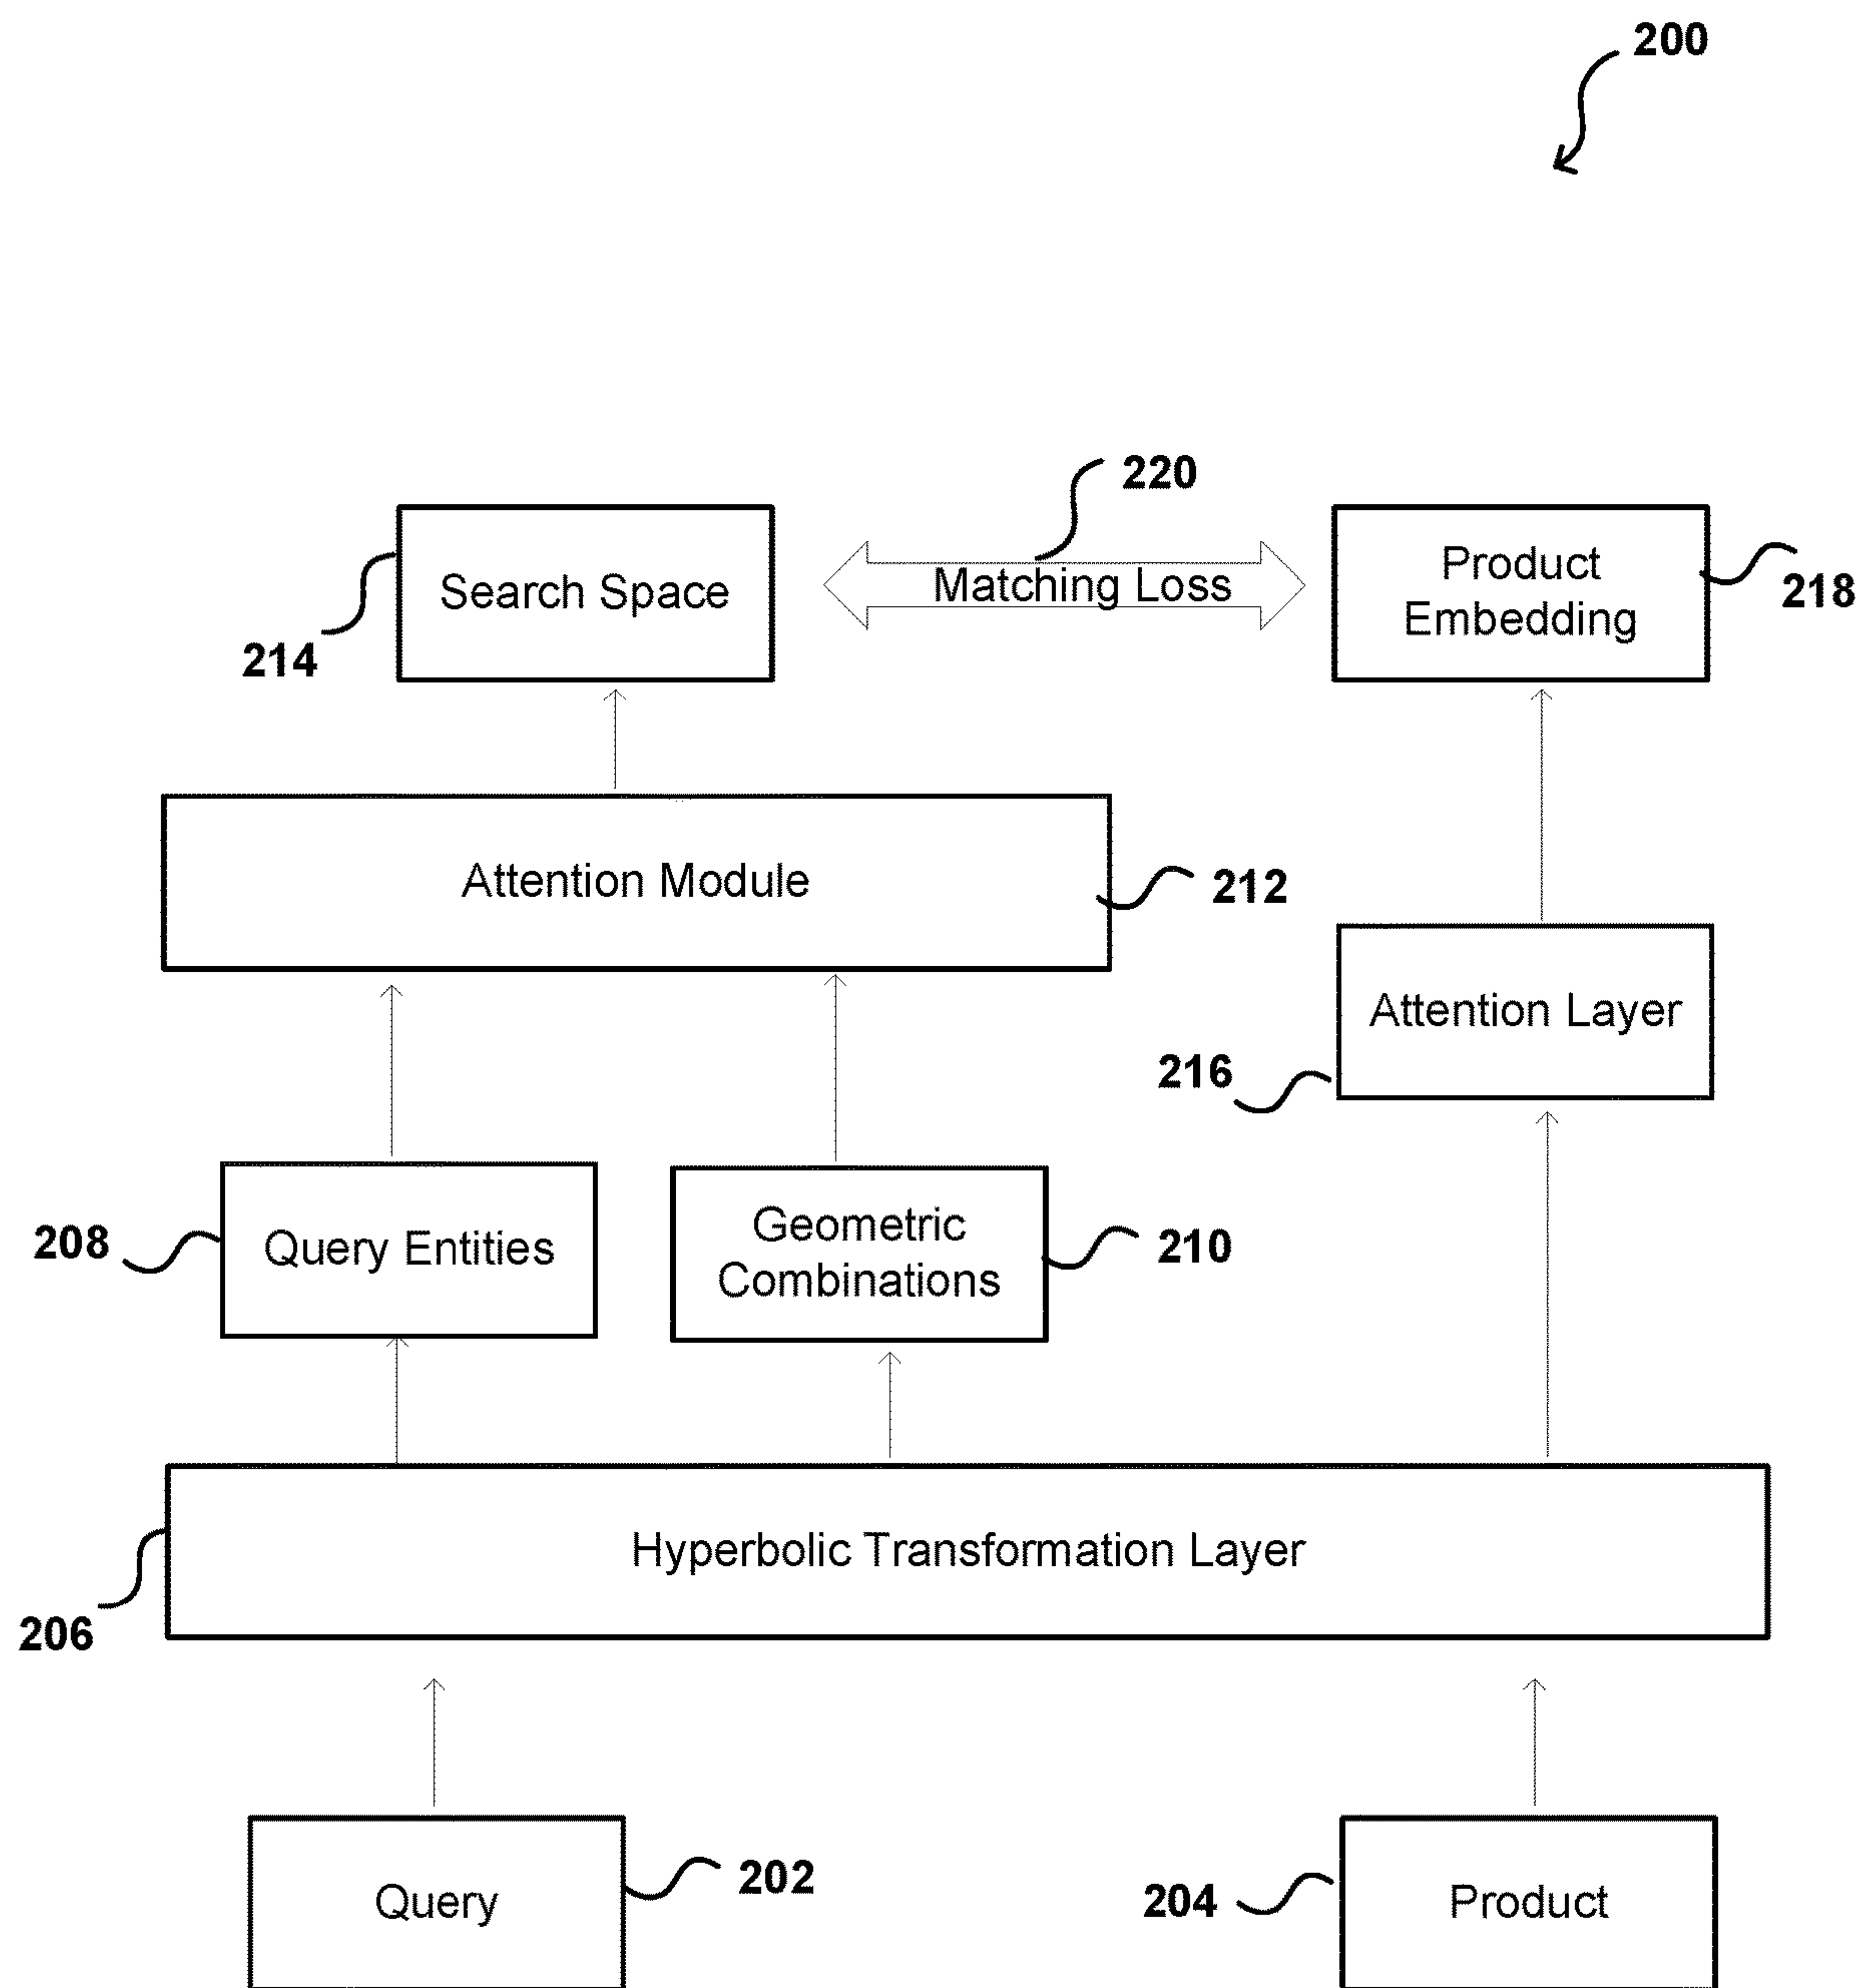 200
220
Search Space
Matching Loss
Product
Embedding
218
214
Attention Module
212
Attention Layer
216
208
Query Entities
Geometric
Combinations
210
Hyperbolic Transformation Layer
206
Query
202
204
Product